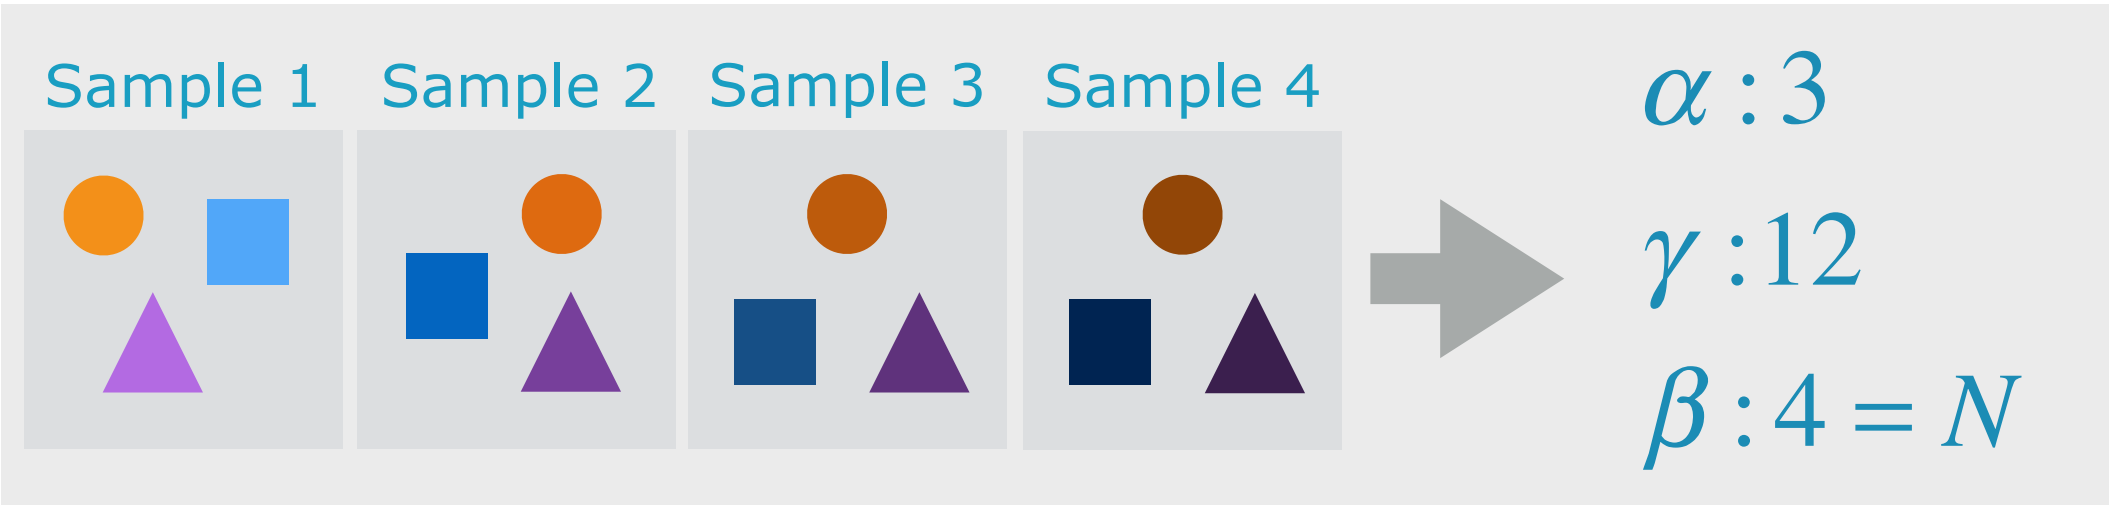 Sample 1
Sample 2
Sample 3
Sample 4
α : 3
γ : 12
β : 4 = N